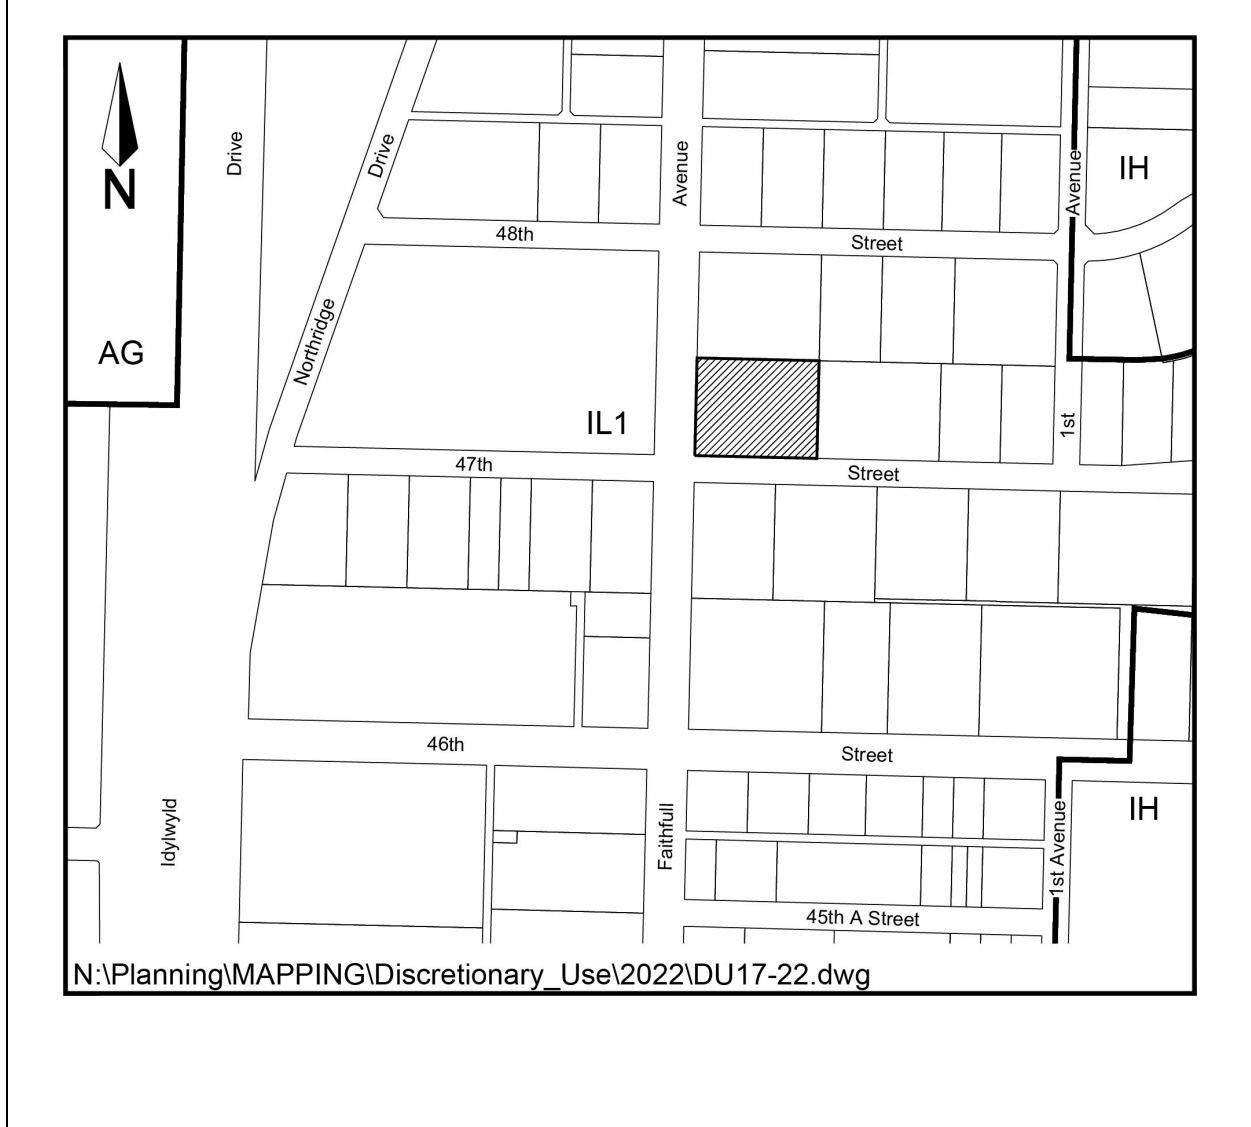 N
Drive
Drive
Avenue
Avenue
IH
48th
Street
Northridge
AG
IL1
1st
47th
Street
46th
Street
Idylwyld
Faithfull
1st Avenue
IH
45th A Street
N:\Planning\MAPPING\Discretionary_Use\2022\DU17-22.dwg